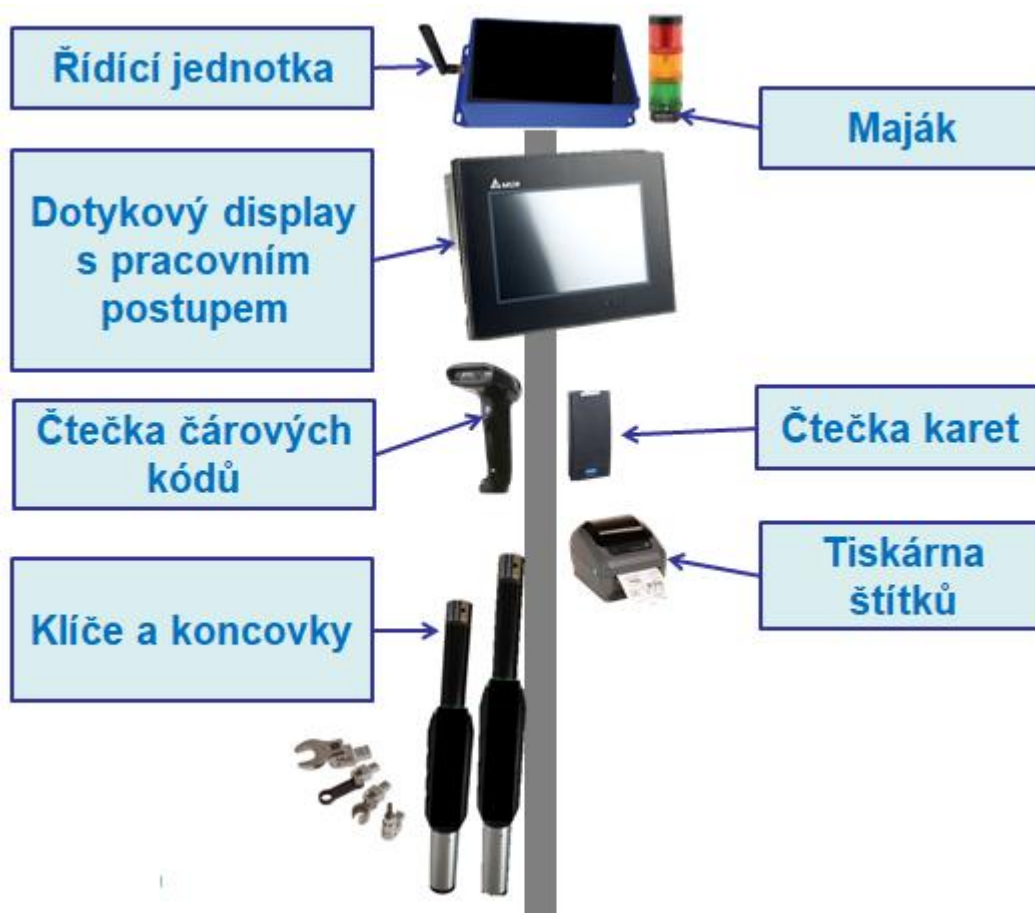 Řídící jednotka
Maják
Dotykový display
s pracovním
postupem
Čtečka čárových
kódů
Čtečka karet
Tiskárna
štítků
Klíče a koncovky